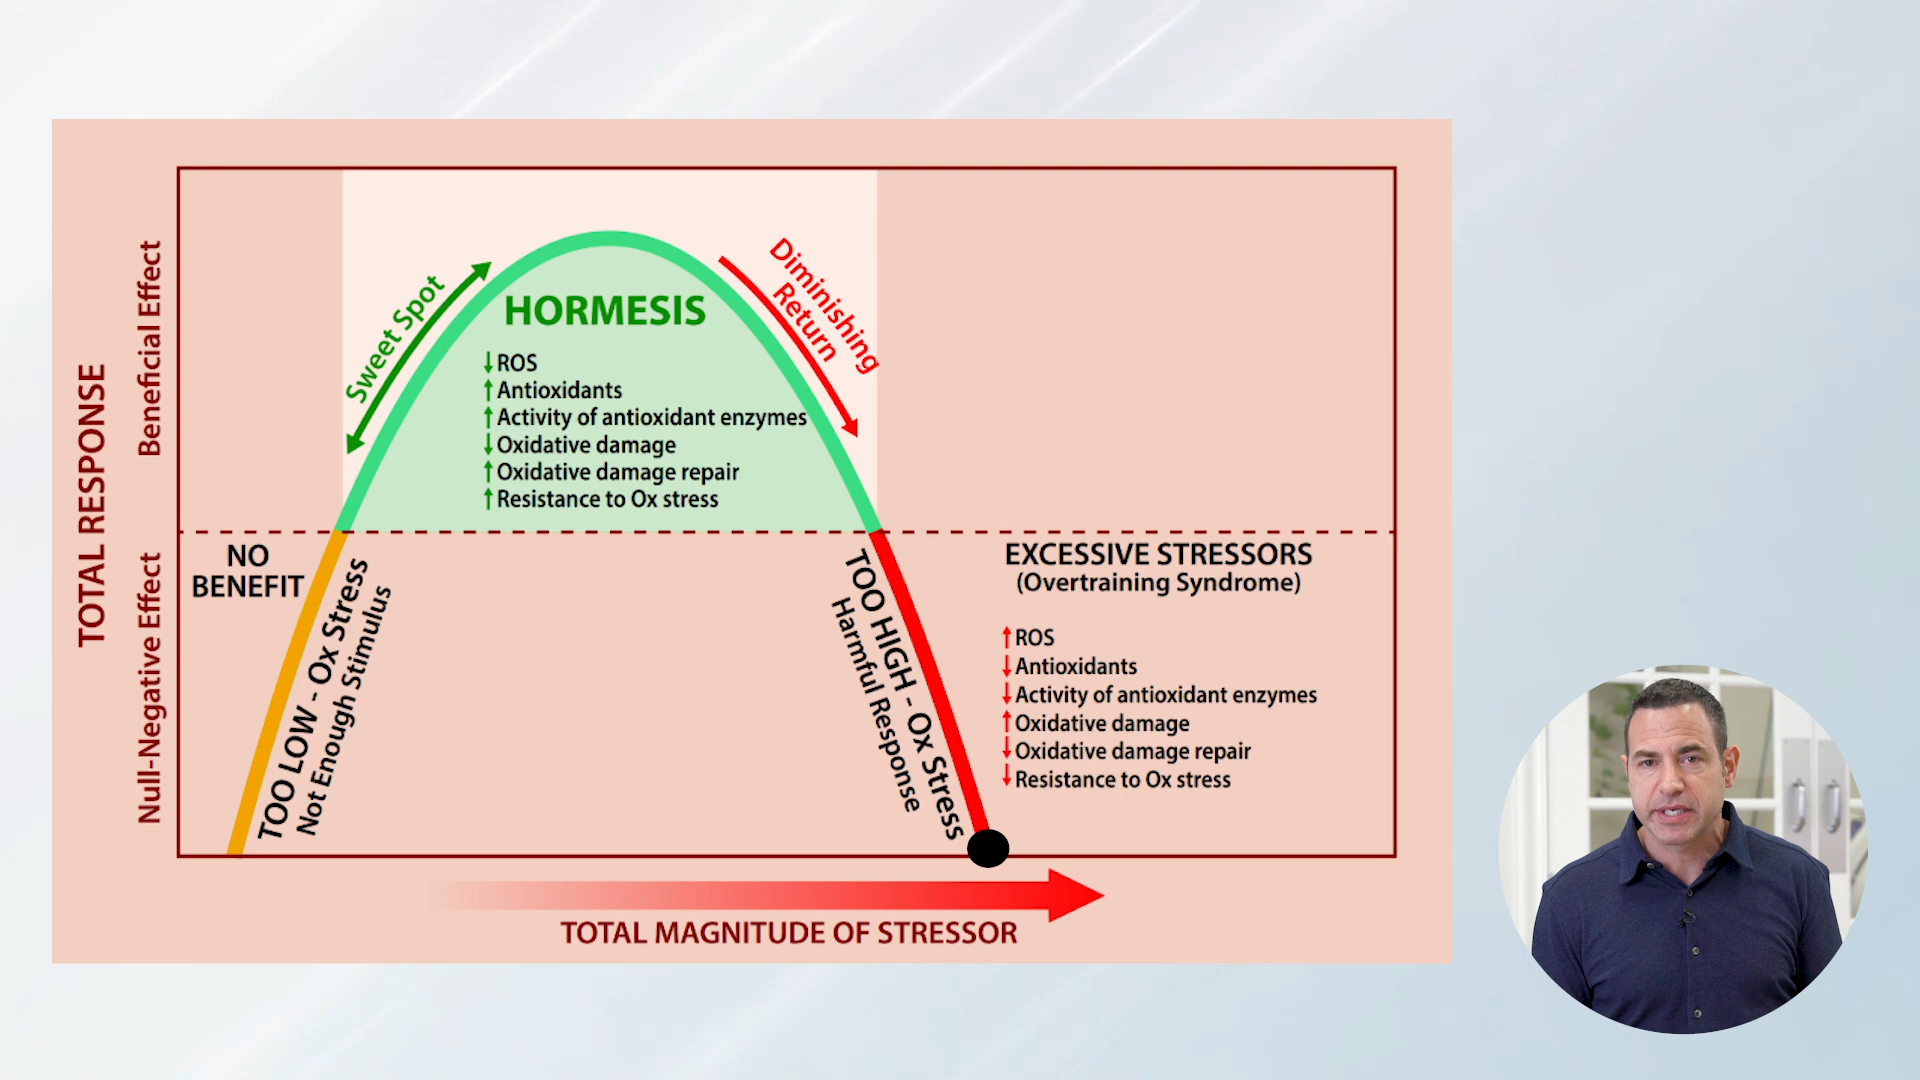 TOTAL RESPONSE
Beneficial Effect
Null-Negative Effect
Sweet Spot
HORMESIS
↓ROS
↑Antioxidants
↑Activity of antioxidant enzymes
↓Oxidative damage
↑Oxidative damage repair
↑Resistance to Ox stress
Diminishing
Return
NO
BENEFIT
TOO LOW - Ox Stress
Not Enough Stimulus
TOO HIGH - Ox Stress
Harmful Response
EXCESSIVE STRESSORS
(Overtraining Syndrome)
↑ROS
↓Antioxidants
↓Activity of antioxidant enzymes
↑Oxidative damage
↓Oxidative damage repair
↓Resistance to Ox stress
TOTAL MAGNITUDE OF STRESSOR